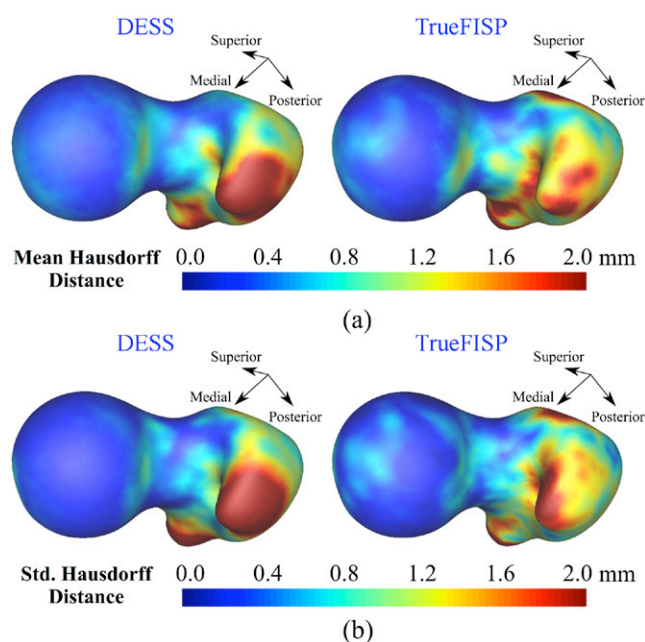 DESS TrueFISP
Superior Superior
Medial Medial
Posterior Posterior
Mean Hausdorff Distance
0.0 0.4 0.8 1.2 1.6 2.0 mm
(a)
DESS TrueFISP
Superior Superior
Medial Medial
Posterior Posterior
Std. Hausdorff Distance
0.0 0.4 0.8 1.2 1.6 2.0 mm
(b)